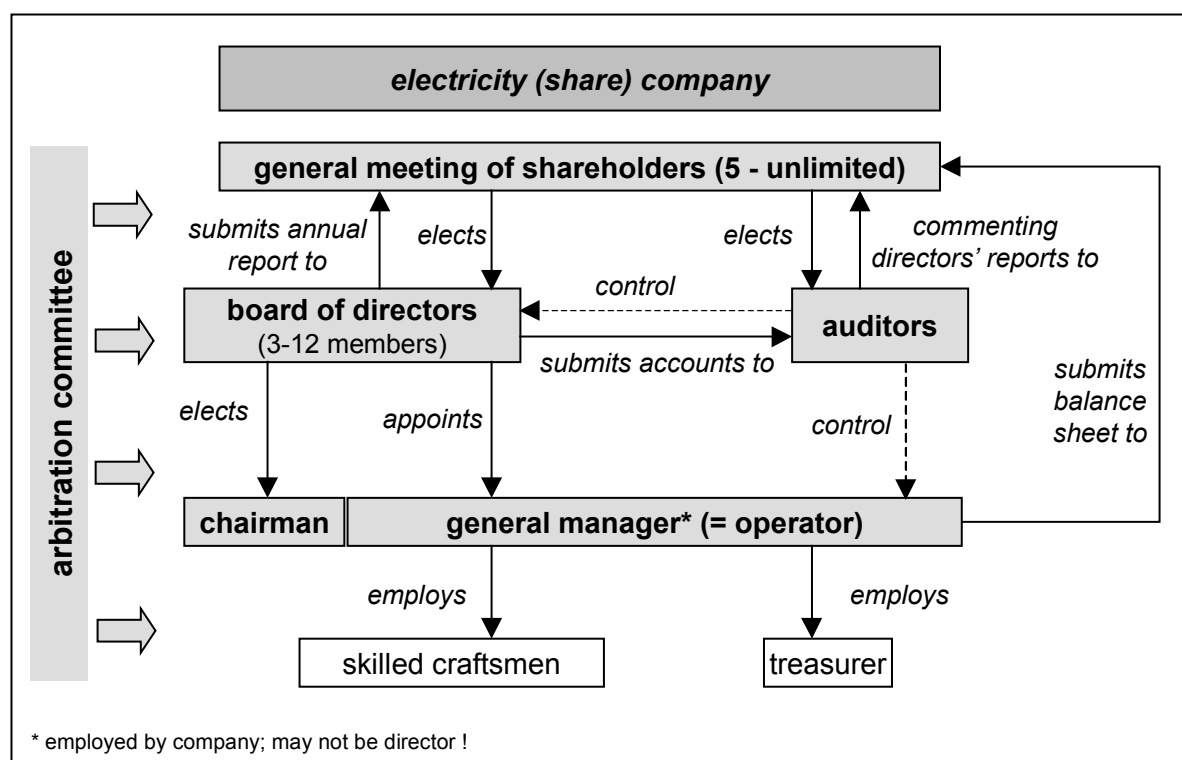 electricity (share) company
general meeting of shareholders (5 - unlimited)
submits annual
report to
elects
elects
commenting
directors’ reports to
board of directors
(3-12 members)
control
submits accounts to
auditors
arbitration committee
elects
appoints
control
submits
balance
sheet to
chairman
general manager* (= operator)
employs
employs
skilled craftsmen
treasurer
* employed by company; may not be director !